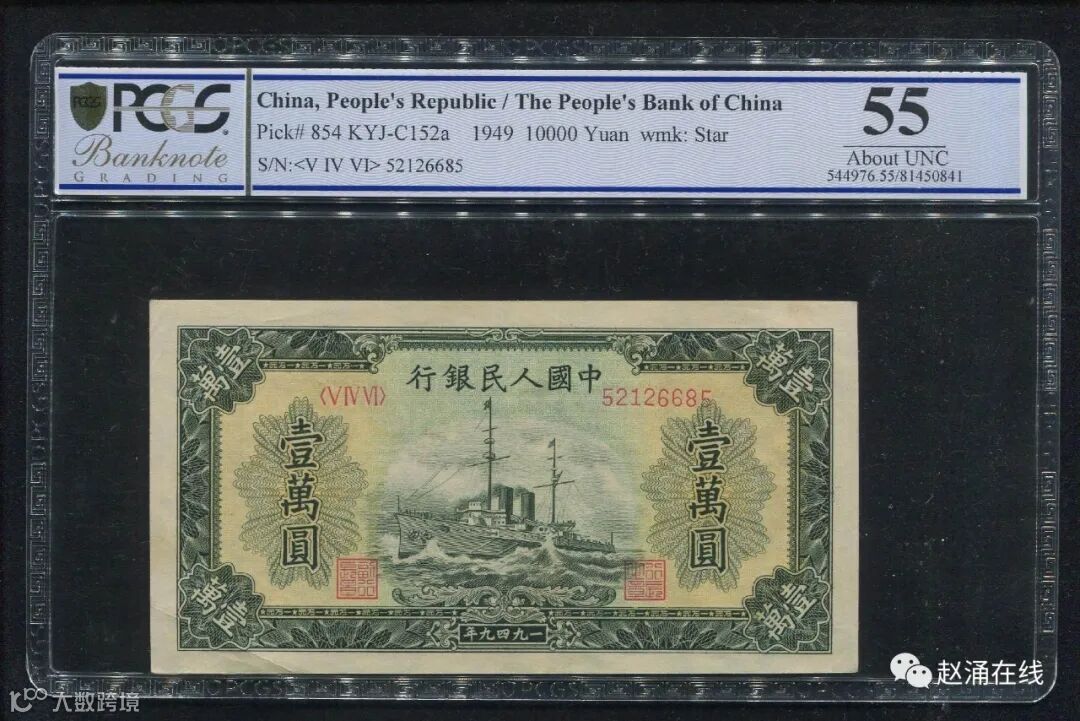 PCGS
Banknote
GRADING
China, People's Republic / The People's Bank of China
Pick# 854 KYJ-C152a 1949 10000 Yuan wmk: Star
S/N:<V IV VI> 52126685
55
About UNC
544976.55/81450841
行銀民人國中
〈V IV VI〉
52126685
萬壹
萬壹
壹萬圓
壹萬圓
萬壹
萬壹
年九四九一
赵涌在线
大数跨境